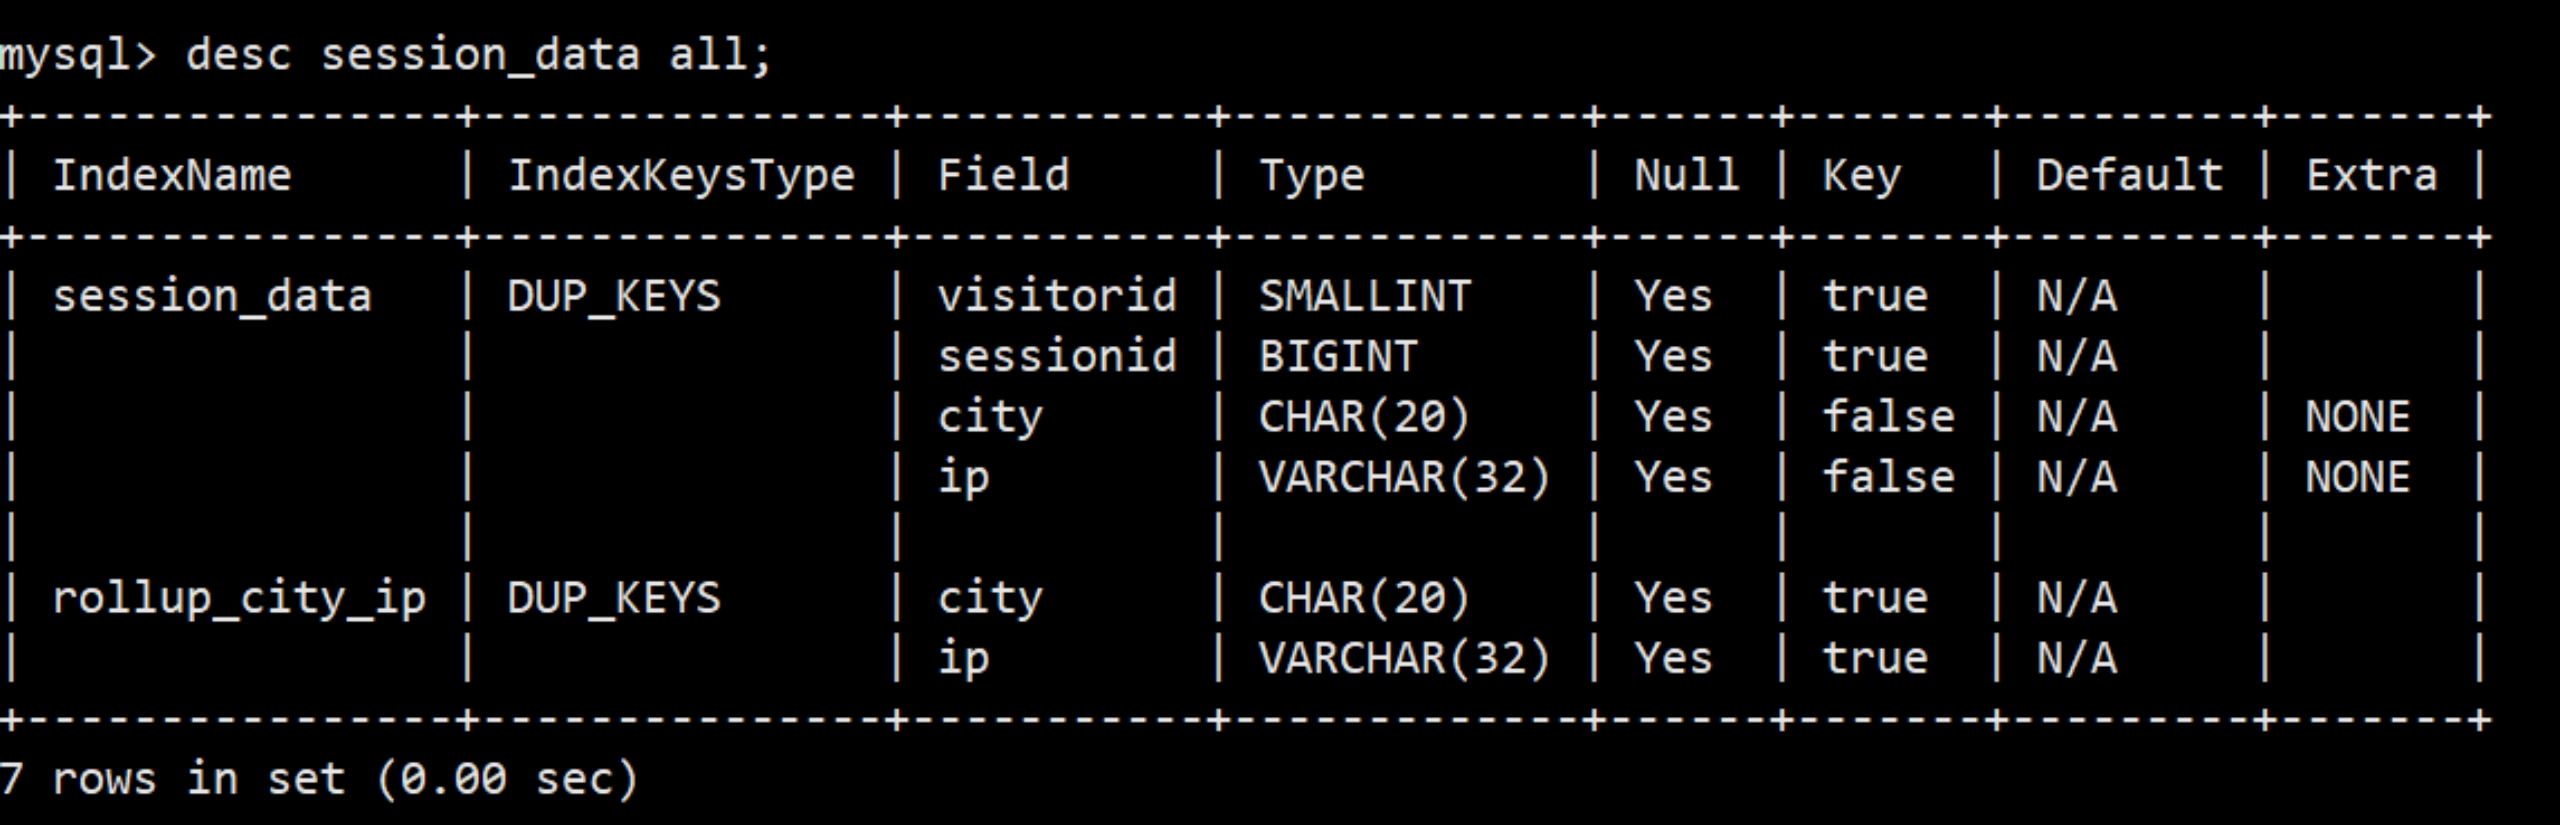 mysql> desc session_data all;
+----------------+---------------+-----------+-------------+------+-------+---------+-------+
| IndexName      | IndexKeysType | Field     | Type        | Null | Key   | Default | Extra |
+----------------+---------------+-----------+-------------+------+-------+---------+-------+
| session_data   | DUP_KEYS      | visitorid | SMALLINT    | Yes  | true  | N/A     |       |
|                |               | sessionid | BIGINT      | Yes  | true  | N/A     |       |
|                |               | city      | CHAR(20)    | Yes  | false | N/A     | NONE  |
|                |               | ip        | VARCHAR(32) | Yes  | false | N/A     | NONE  |
|                |               |           |             |      |       |         |       |
| rollup_city_ip | DUP_KEYS      | city      | CHAR(20)    | Yes  | true  | N/A     |       |
|                |               | ip        | VARCHAR(32) | Yes  | true  | N/A     |       |
+----------------+---------------+-----------+-------------+------+-------+---------+-------+
7 rows in set (0.00 sec)